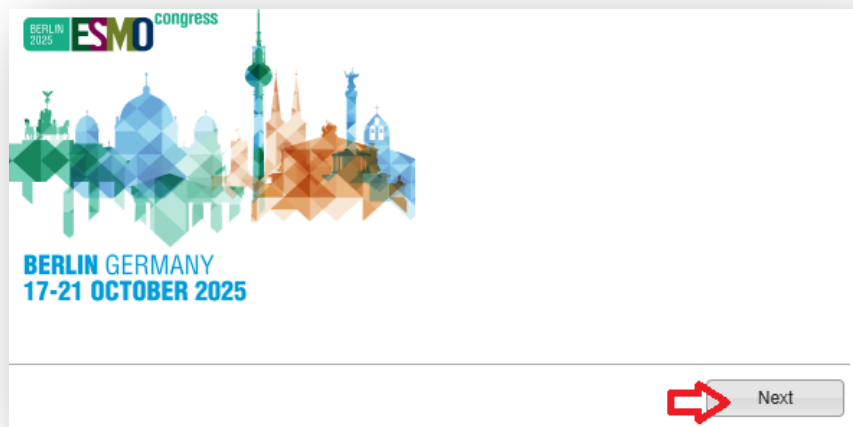 BERLIN
2025
ESMO
congress
BERLIN GERMANY
17-21 OCTOBER 2025
Next